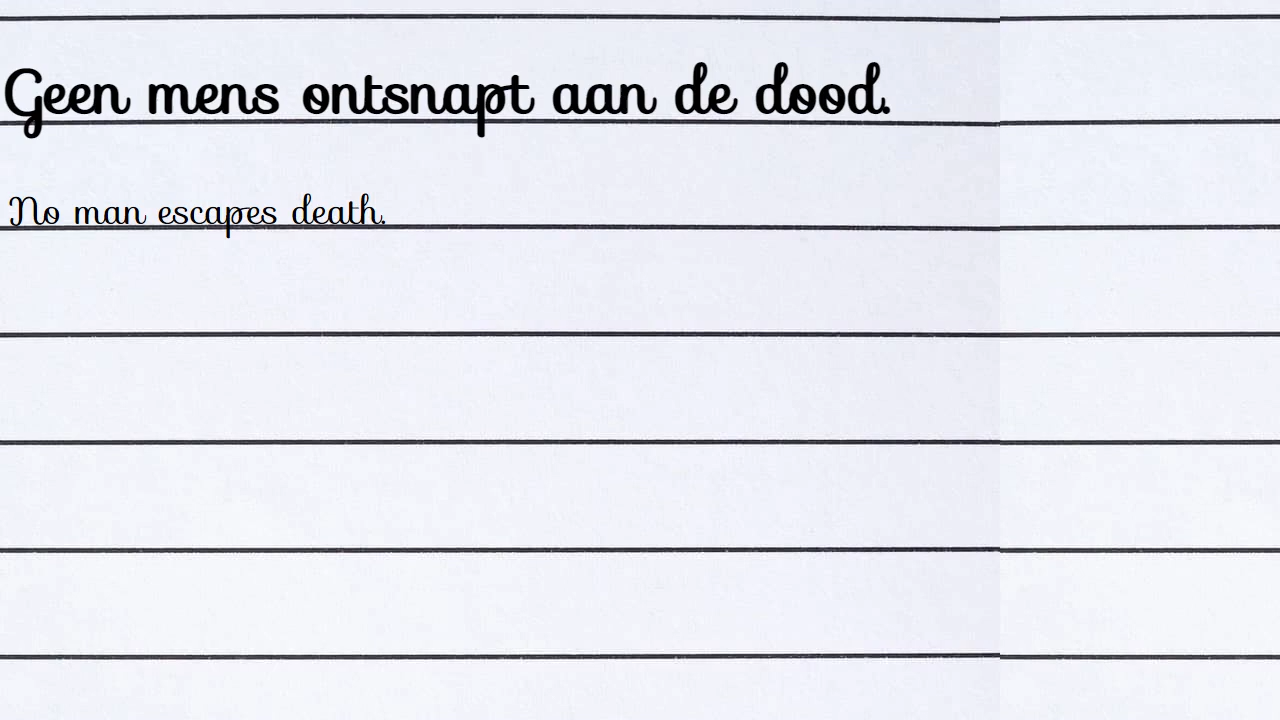 Geen mens ontsnapt aan de dood.
No man escapes death.